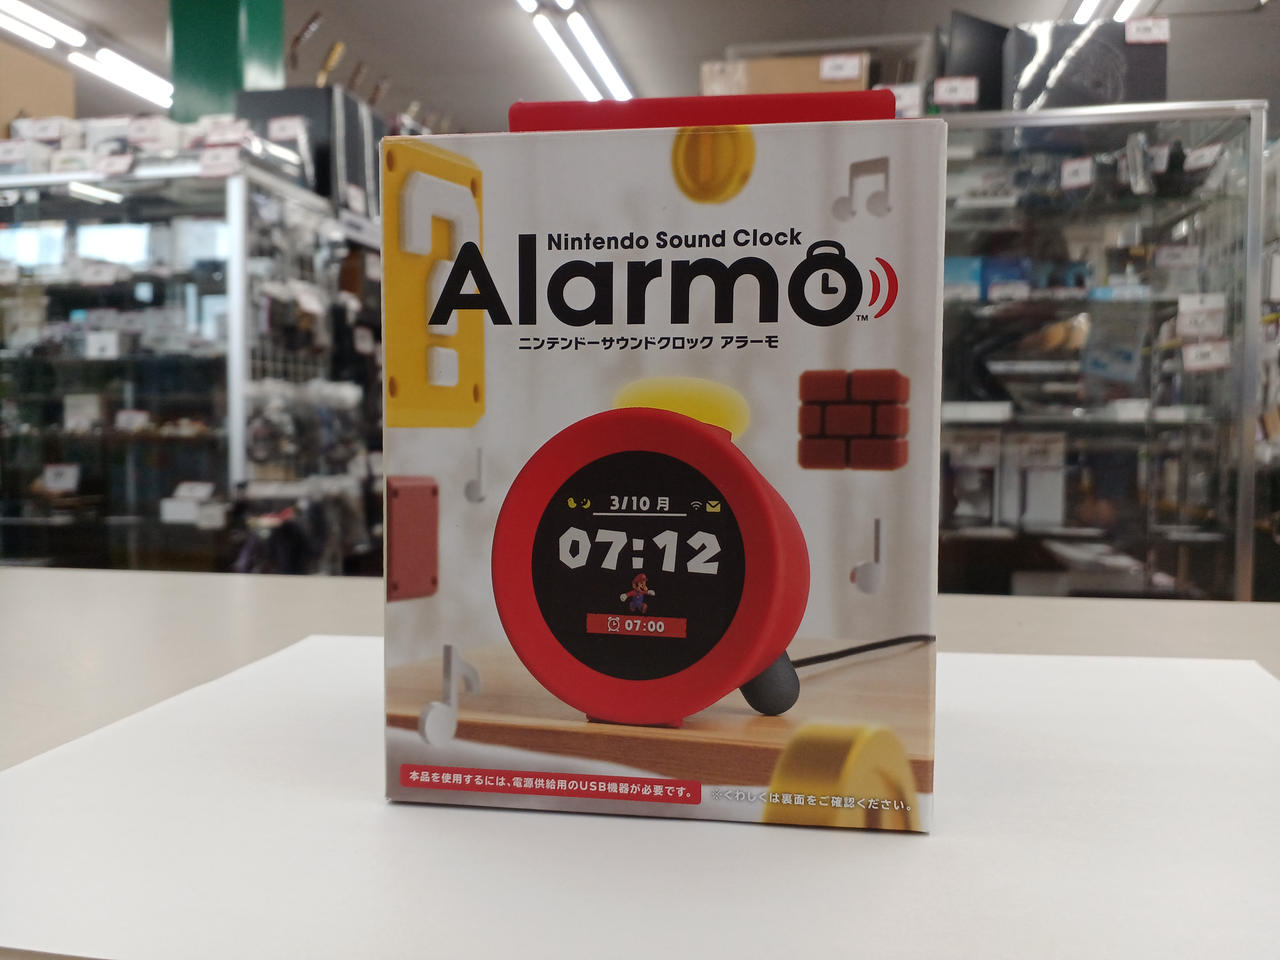 Nintendo Sound Clock
Alarmo
TM
ニンテンドーサウンドクロック アラーモ
3/10 月
07:12
07:00
本品を使用するには、電源供給用のUSB機器が必要です。
※くわしくは裏面をご確認ください。